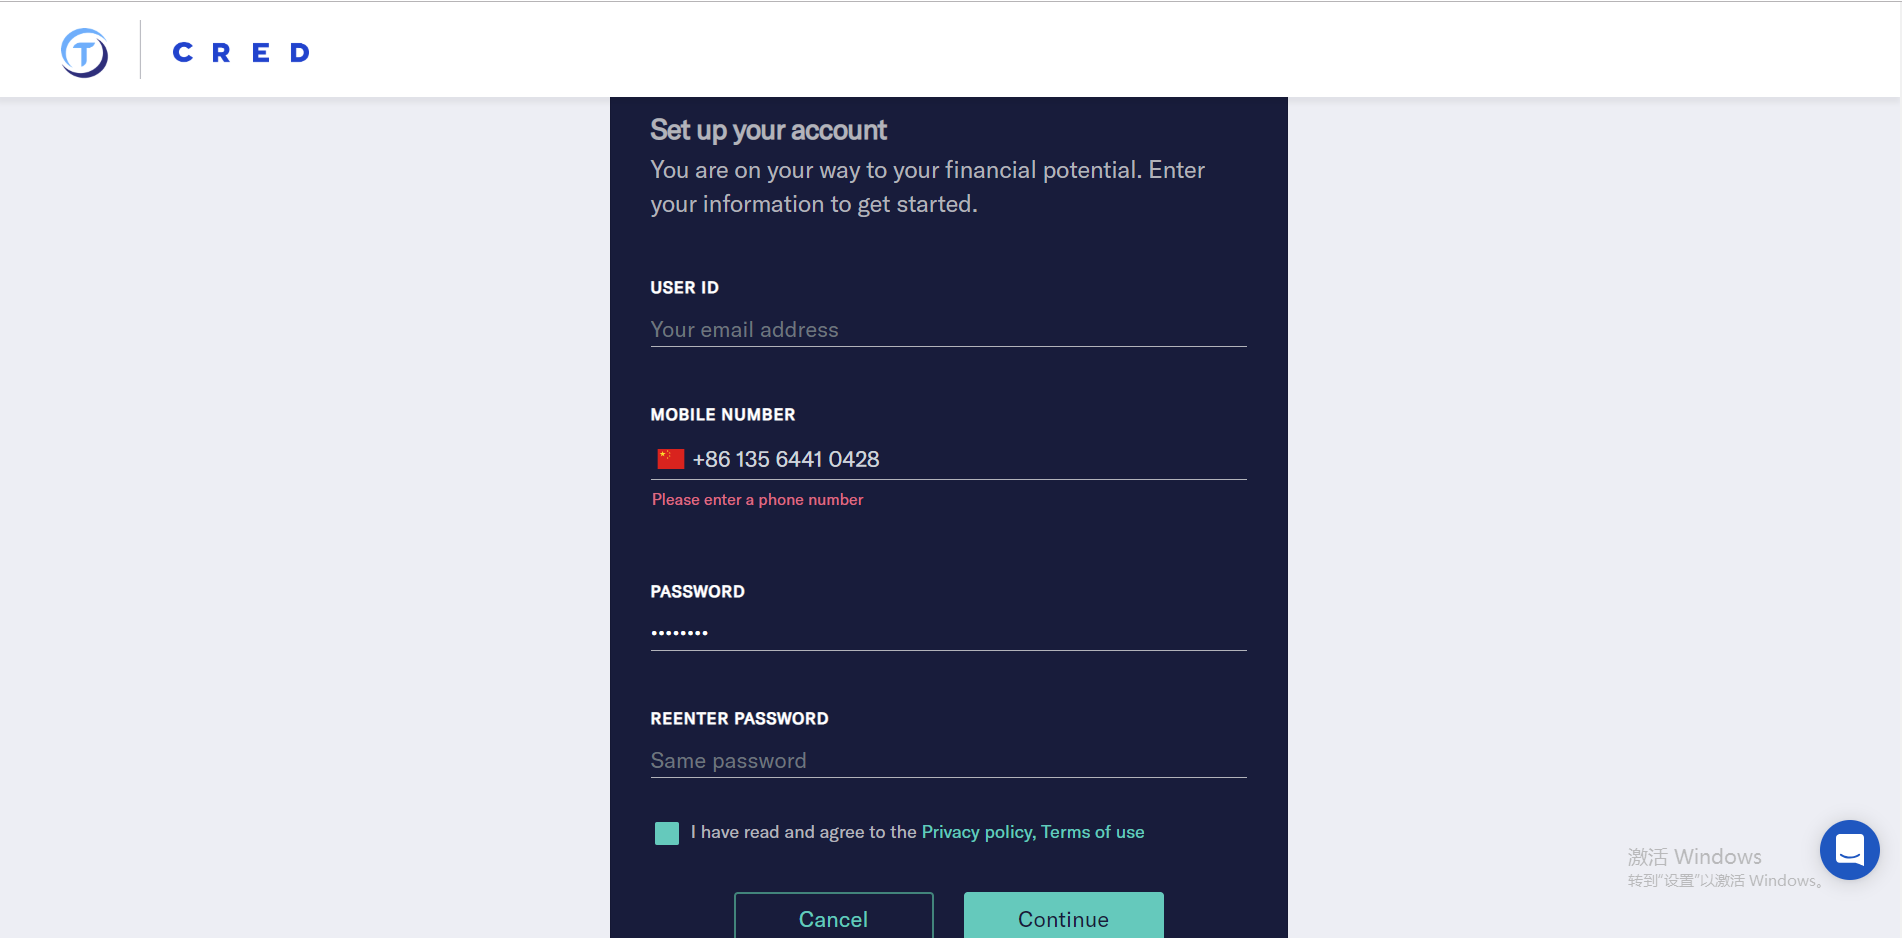 T
CRED
Set up your account
You are on your way to your financial potential. Enter
your information to get started.
USER ID
Your email address
MOBILE NUMBER
+86 135 6441 0428
Please enter a phone number
PASSWORD
••••••••
REENTER PASSWORD
Same password
I have read and agree to the Privacy policy, Terms of use
Cancel
Continue
激活 Windows
转到“设置”以激活 Windows。